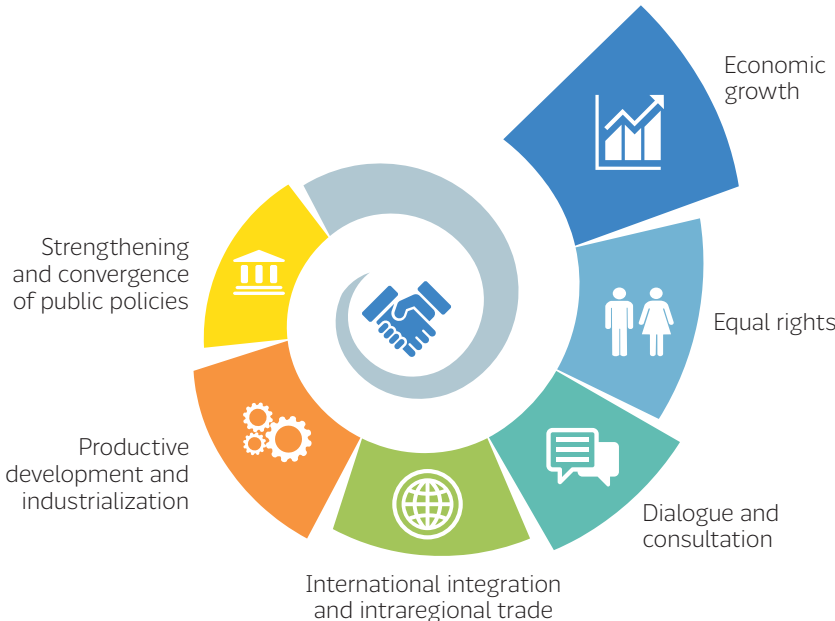 Economic
growth
Equal rights
Dialogue and
consultation
International integration
and intraregional trade
Productive
development and
industrialization
Strengthening
and convergence
of public policies